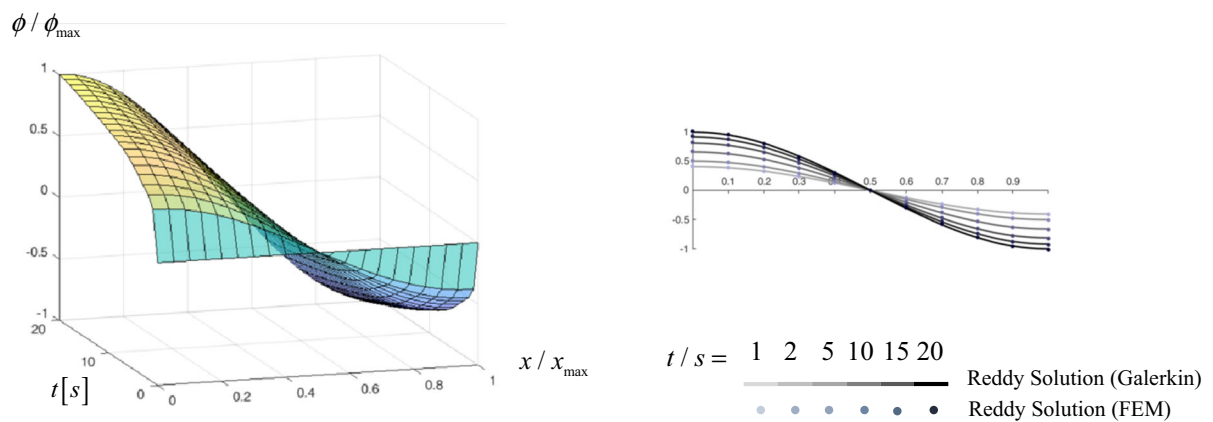 ϕ / ϕmax
1
0.5
0
-0.5
-1
20
10
0
t[s]
0
0.2
0.4
0.6
0.8
1
x / xmax
1
0.5
0
-0.5
-1
0.1 0.2 0.3 0.4 0.5 0.6 0.7 0.8 0.9
t / s = 1 2 5 10 15 20
Reddy Solution (Galerkin)
Reddy Solution (FEM)